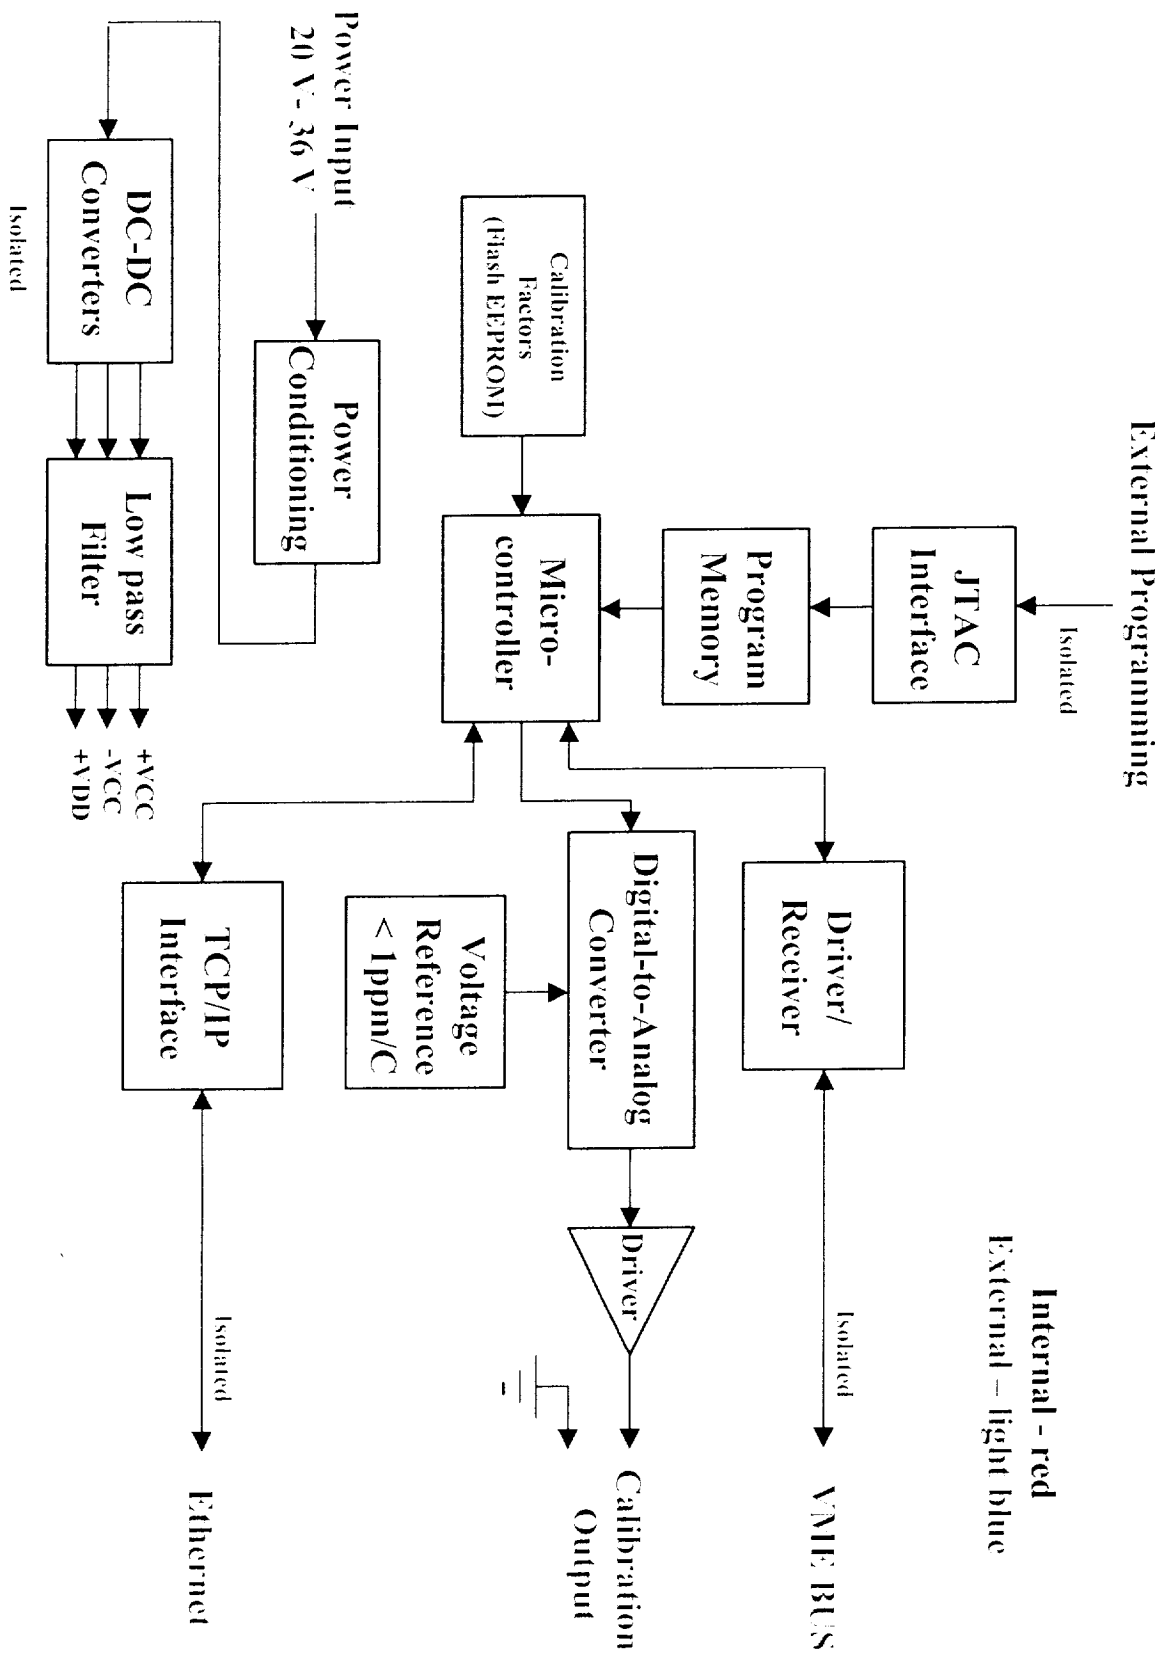 External Programming
Isolated
JTAC
Interface
Program
Memory
Calibration
Factors
(Flash EEPROM)
Micro-
controller
Internal - red
External – light blue
Driver/
Receiver
Isolated
VME BUS
Digital-to-Analog
Converter
Driver
Calibration
Output
Voltage
Reference
< 1ppm/C
TCP/IP
Interface
Isolated
Ethernet
Power Input
20 V- 36 V
Power
Conditioning
DC-DC
Converters
Isolated
Low pass
Filter
+VCC
-VCC
+VDD